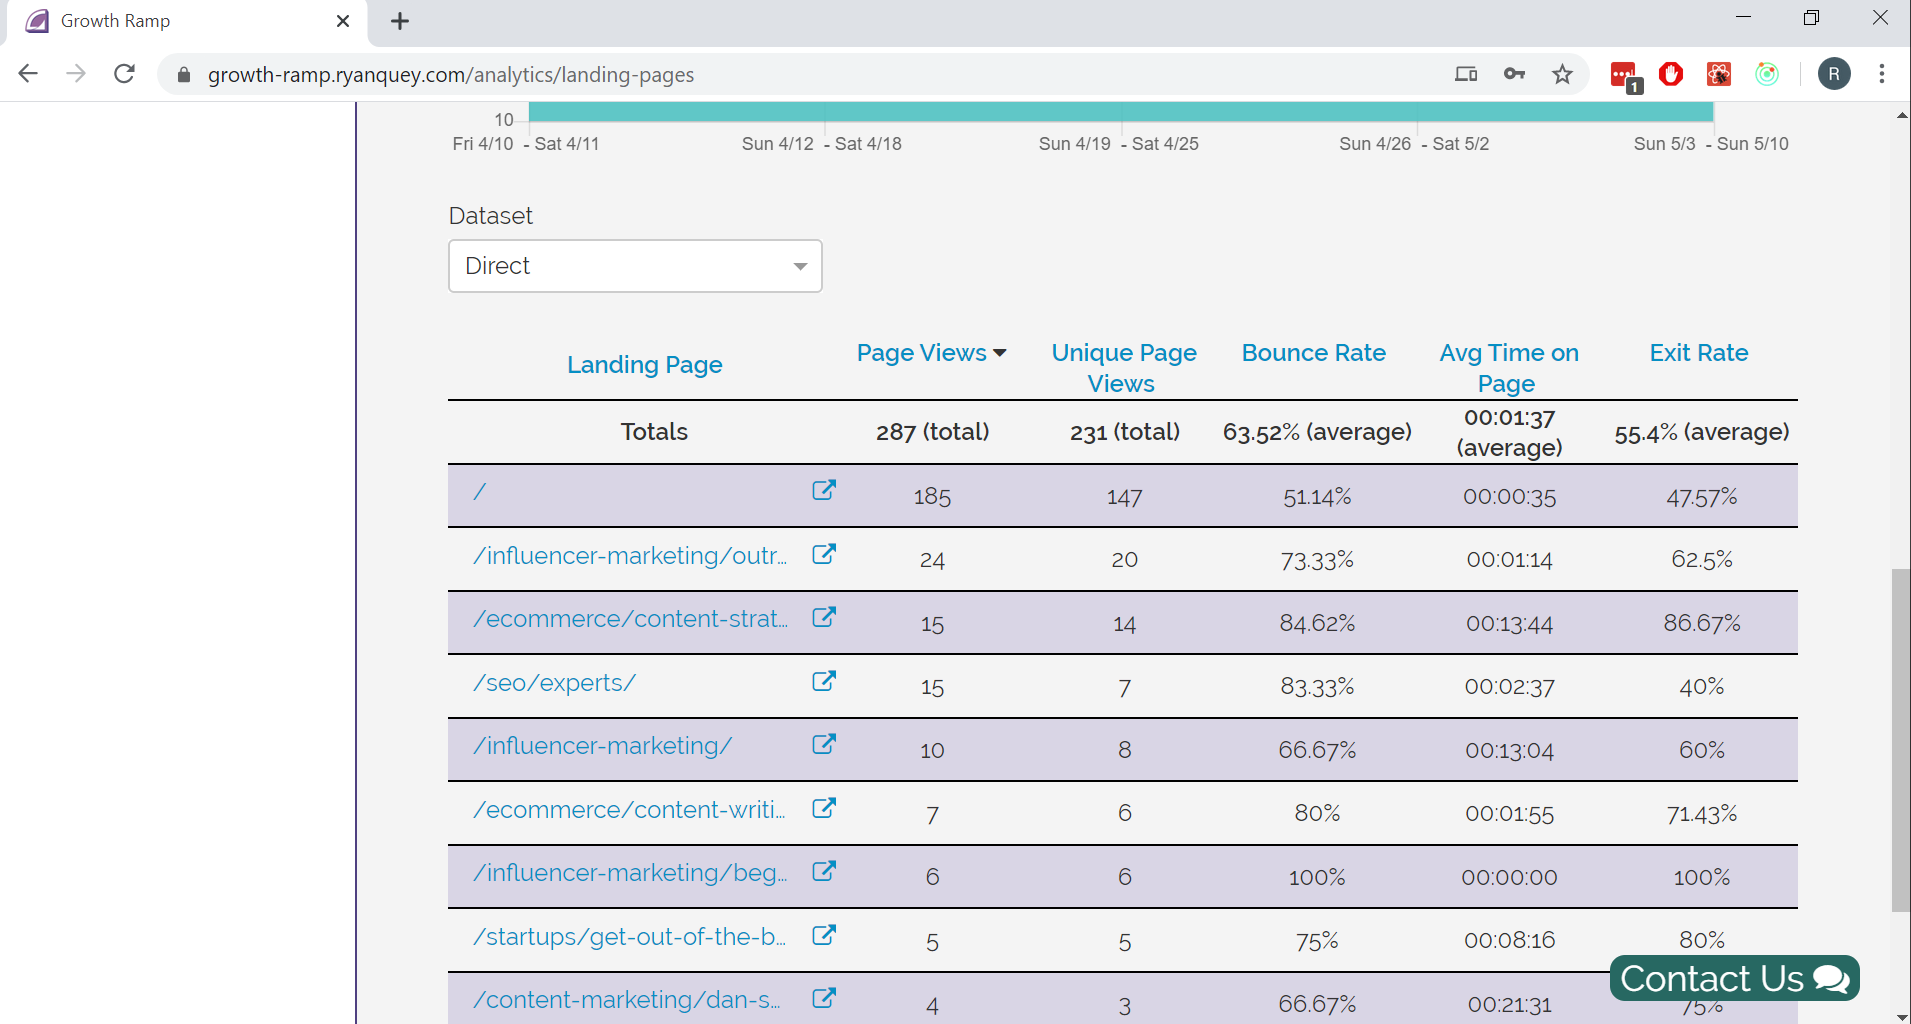 Growth Ramp
growth-ramp.ryanquey.com/analytics/landing-pages
1
R
10
Fri 4/10 - Sat 4/11 Sun 4/12 - Sat 4/18 Sun 4/19 - Sat 4/25 Sun 4/26 - Sat 5/2 Sun 5/3 - Sun 5/10
Dataset
Direct
Landing Page Page Views Unique Page Views Bounce Rate Avg Time on Page Exit Rate
Totals 287 (total) 231 (total) 63.52% (average) 00:01:37 (average) 55.4% (average)
/ 185 147 51.14% 00:00:35 47.57%
/influencer-marketing/outr... 24 20 73.33% 00:01:14 62.5%
/ecommerce/content-strat... 15 14 84.62% 00:13:44 86.67%
/seo/experts/ 15 7 83.33% 00:02:37 40%
/influencer-marketing/ 10 8 66.67% 00:13:04 60%
/ecommerce/content-writi... 7 6 80% 00:01:55 71.43%
/influencer-marketing/beg... 6 6 100% 00:00:00 100%
/startups/get-out-of-the-b... 5 5 75% 00:08:16 80%
/content-marketing/dan-s... 4 3 66.67% 00:21:31 75%
Contact Us